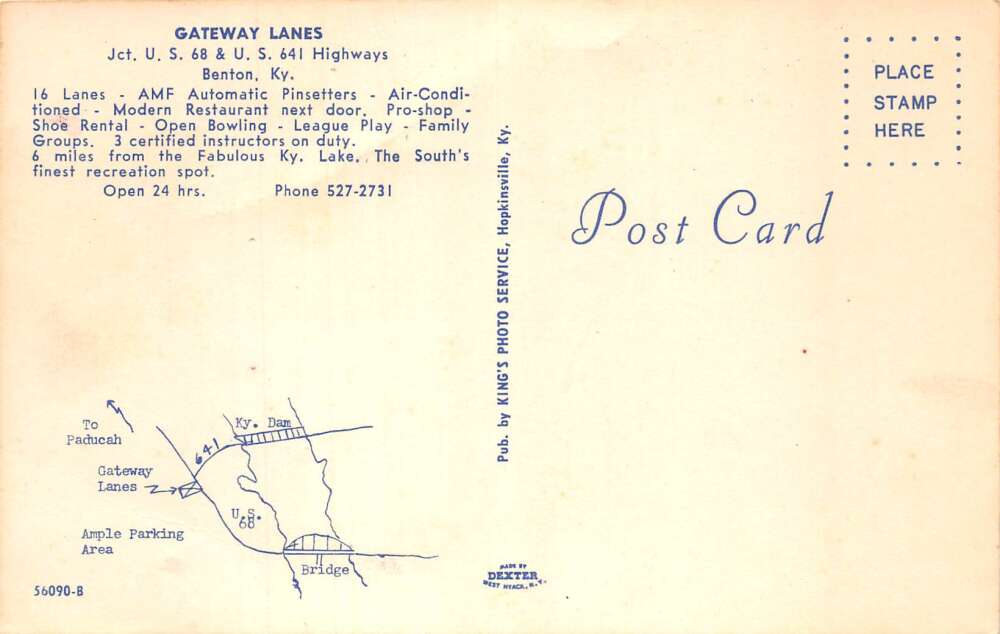 GATEWAY LANES
Jct. U. S. 68 & U. S. 641 Highways
Benton, Ky.
16 Lanes - AMF Automatic Pinsetters - Air-Condi-
tioned - Modern Restaurant next door. Pro-shop -
Shoe Rental - Open Bowling - League Play - Family
Groups. 3 certified instructors on duty.
6 miles from the Fabulous Ky. Lake. The South's
finest recreation spot.
Open 24 hrs. Phone 527-2731
PLACE
STAMP
HERE
Post Card
Pub. by KING'S PHOTO SERVICE, Hopkinsville, Ky.
To
Paducah
Ky. Dam
641
Gateway
Lanes
U.S.
68
Ample Parking
Area
Bridge
56090-B
MADE BY
DEXTER
WEST NYACK, N.Y.